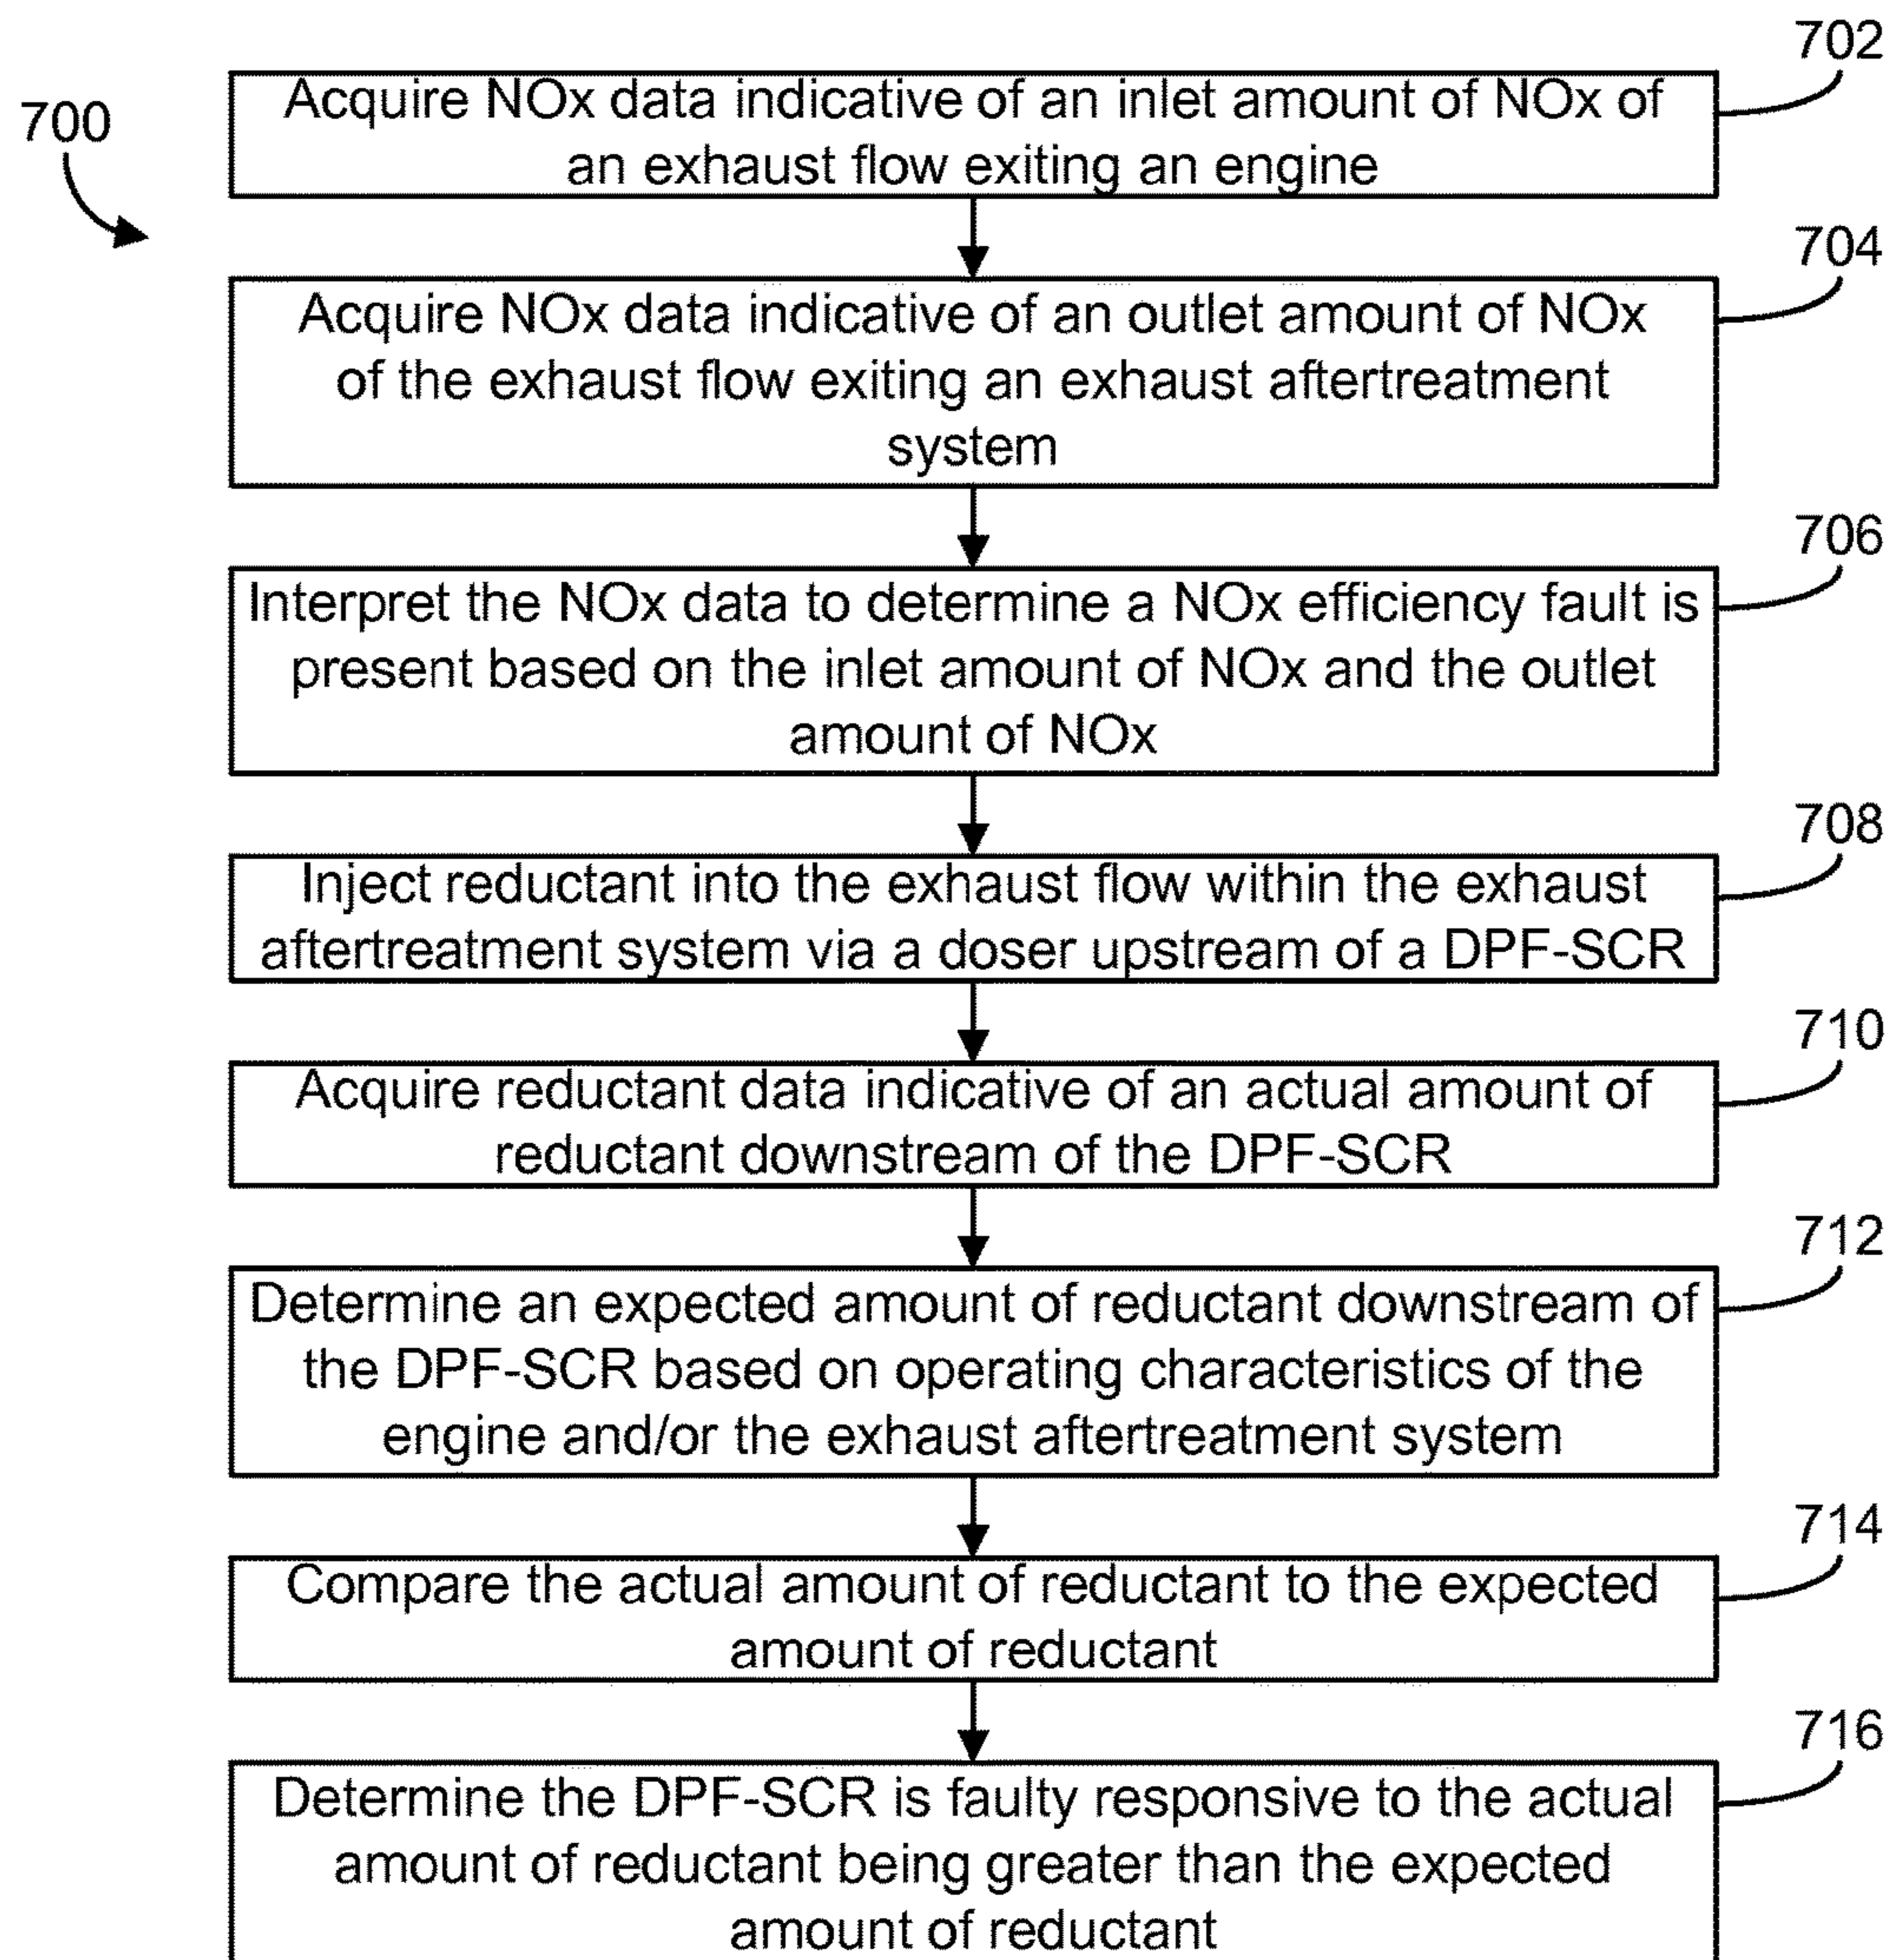 700
702
Acquire NOx data indicative of an inlet amount of NOx of
an exhaust flow exiting an engine
704
Acquire NOx data indicative of an outlet amount of NOx
of the exhaust flow exiting an exhaust aftertreatment
system
706
Interpret the NOx data to determine a NOx efficiency fault is
present based on the inlet amount of NOx and the outlet
amount of NOx
708
Inject reductant into the exhaust flow within the exhaust
aftertreatment system via a doser upstream of a DPF-SCR
710
Acquire reductant data indicative of an actual amount of
reductant downstream of the DPF-SCR
712
Determine an expected amount of reductant downstream of
the DPF-SCR based on operating characteristics of the
engine and/or the exhaust aftertreatment system
714
Compare the actual amount of reductant to the expected
amount of reductant
716
Determine the DPF-SCR is faulty responsive to the actual
amount of reductant being greater than the expected
amount of reductant